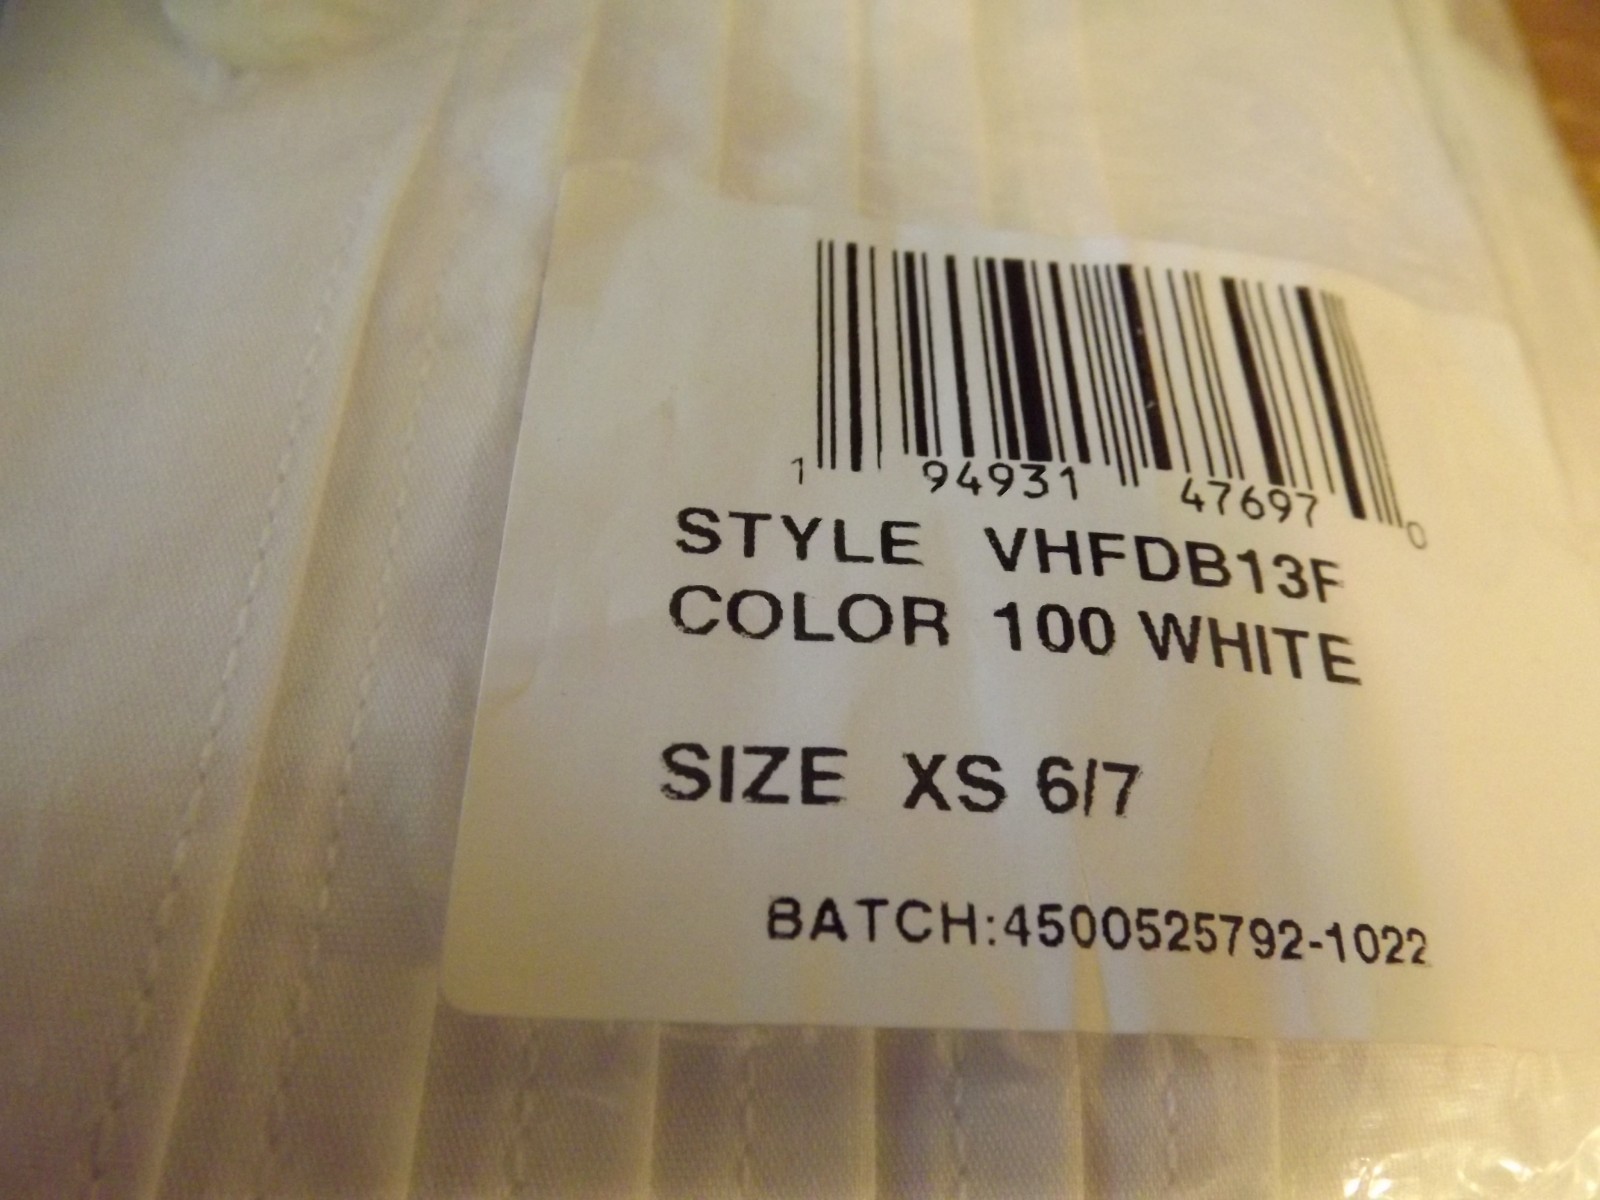 1 94931 47697 0
STYLE VHFDB13F
COLOR 100 WHITE
SIZE XS 6/7
BATCH:4500525792-1022